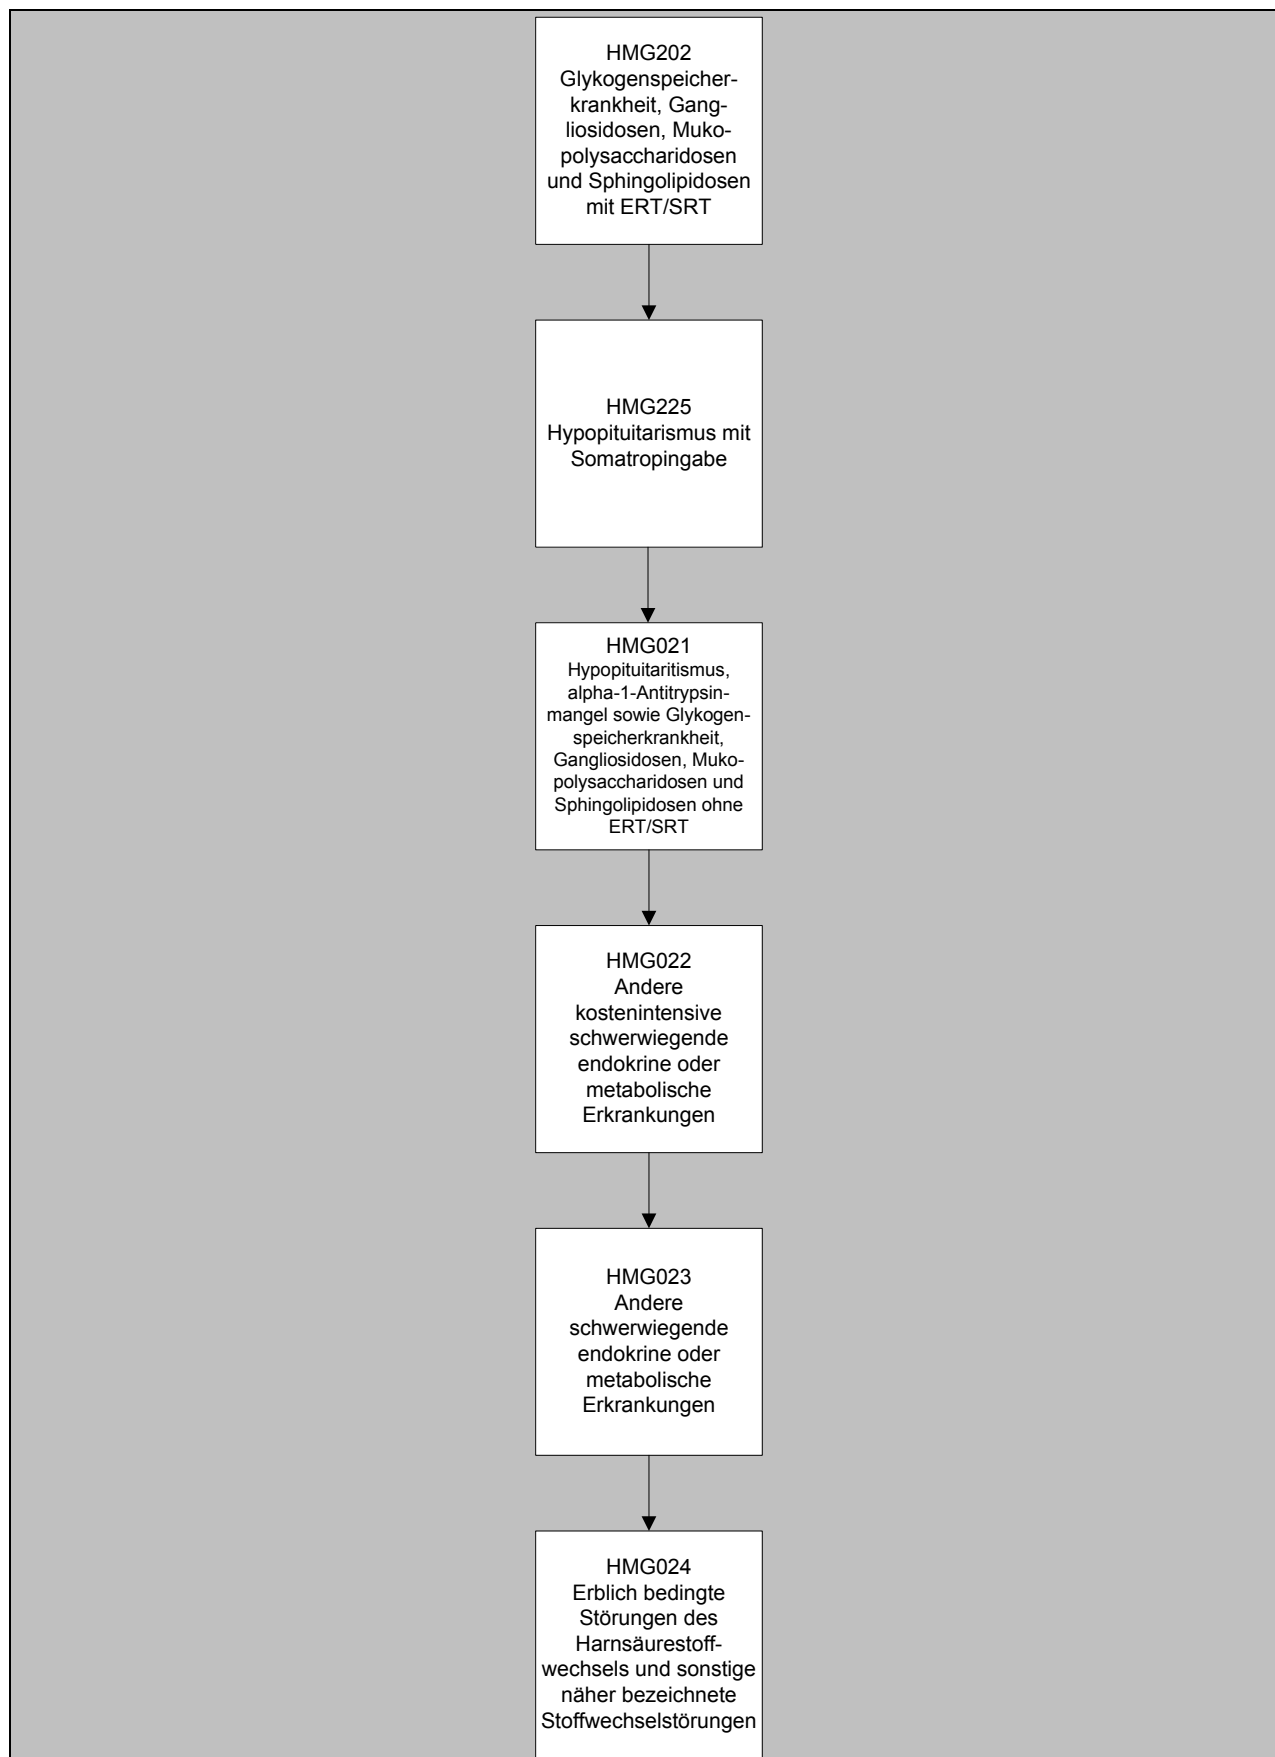 HMG202
Glykogenspeicher-
krankheit, Gang-
liosidosen, Muko-
polysaccharidosen
und Sphingolipidosen
mit ERT/SRT
HMG225
Hypopituitarismus mit
Somatropingabe
HMG021
Hypopituitaritismus,
alpha-1-Antitrypsin-
mangel sowie Glykogen-
speicherkrankheit,
Gangliosidosen, Muko-
polysaccharidosen und
Sphingolipidosen ohne
ERT/SRT
HMG022
Andere
kostenintensive
schwerwiegende
endokrine oder
metabolische
Erkrankungen
HMG023
Andere
schwerwiegende
endokrine oder
metabolische
Erkrankungen
HMG024
Erblich bedingte
Störungen des
Harnsäurestoff-
wechsels und sonstige
näher bezeichnete
Stoffwechselstörungen